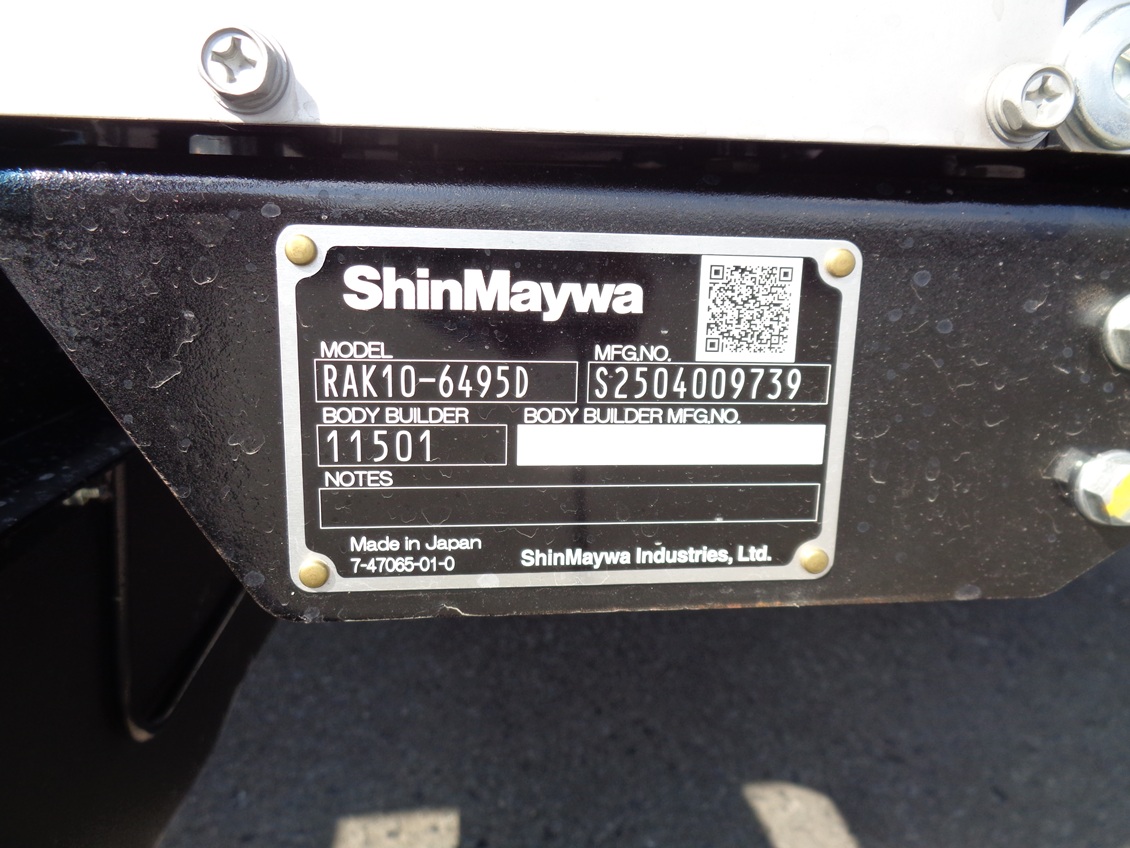 ShinMaywa
MODEL MFG.NO.
RAK10-6495D S2504009739
BODY BUILDER BODY BUILDER MFG.NO.
11501
NOTES
Made in Japan
7-47065-01-0 ShinMaywa Industries, Ltd.